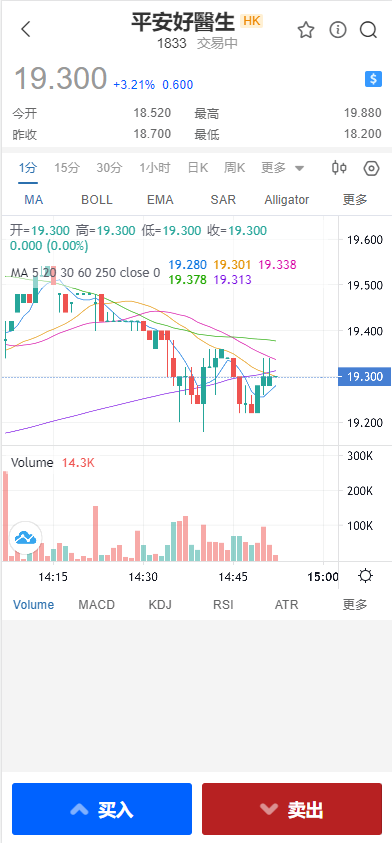 平安好醫生 HK
1833 交易中
19.300 +3.21% 0.600
$
今开 18.520 最高 19.880
昨收 18.700 最低 18.200
1分 15分 30分 1小时 日K 周K 更多
MA BOLL EMA SAR Alligator 更多
开=19.300 高=19.300 低=19.300 收=19.300
0.000 (0.00%)
MA 5 20 30 60 250 close 0 19.280 19.301 19.338
19.378 19.313
19.600
19.500
19.400
19.300
19.200
Volume 14.3K
300K
200K
100K
14:15 14:30 14:45 15:00
Volume MACD KDJ RSI ATR 更多
买入 卖出